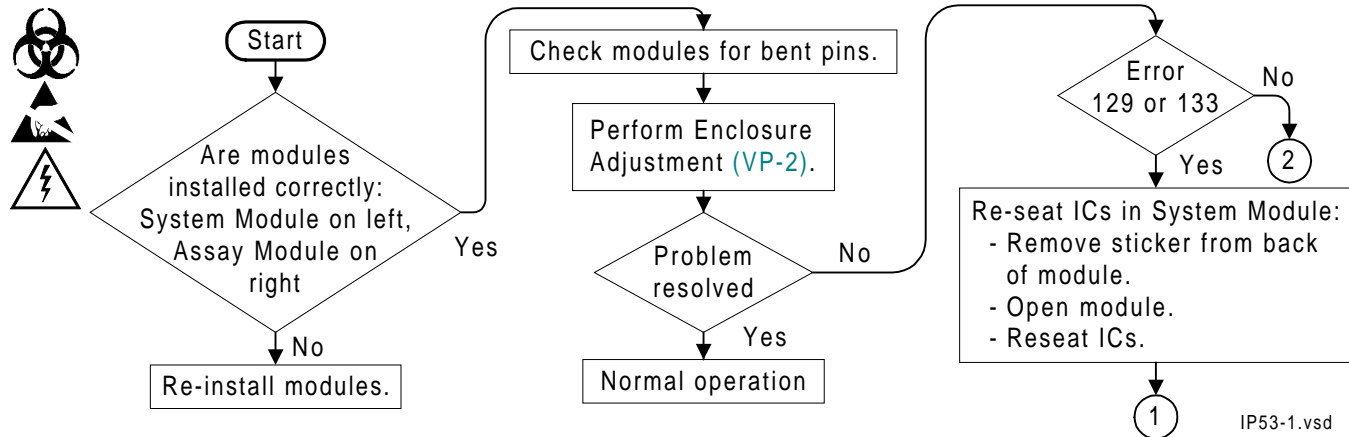 Start
Are modules
installed correctly:
System Module on left,
Assay Module on
right
Yes
No
Re-install modules.
Check modules for bent pins.
Perform Enclosure
Adjustment (VP-2).
Problem
resolved
No
Yes
Normal operation
Error
129 or 133
No
2
Yes
Re-seat ICs in System Module:
- Remove sticker from back
of module.
- Open module.
- Reseat ICs.
1
IP53-1.vsd